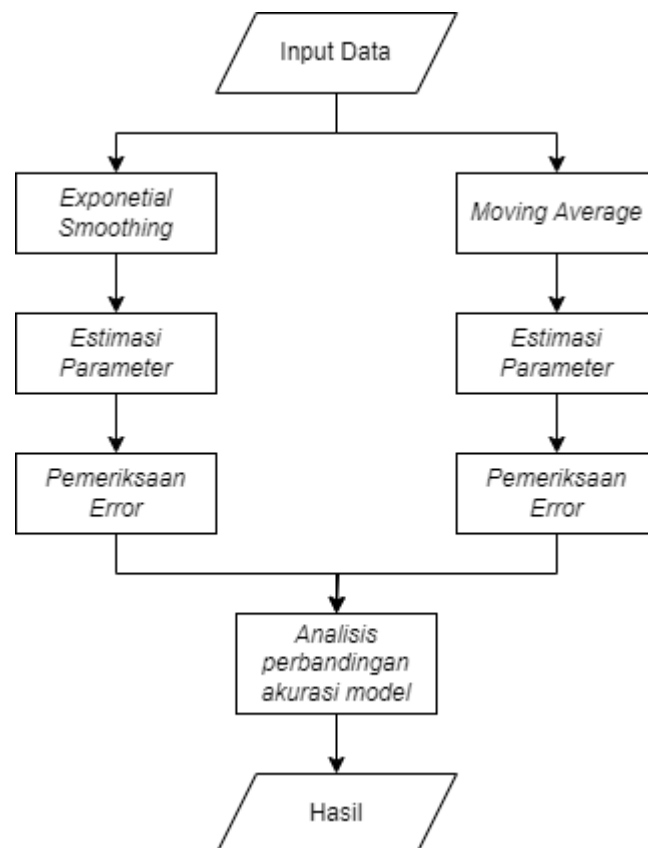 Input Data
Exponetial
Smoothing
Moving Average
Estimasi
Parameter
Estimasi
Parameter
Pemeriksaan
Error
Pemeriksaan
Error
Analisis
perbandingan
akurasi model
Hasil